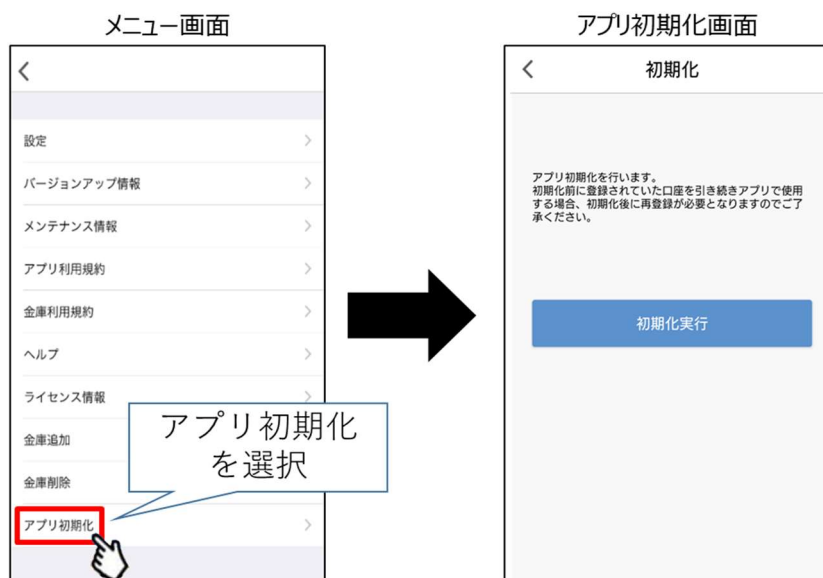 メニュー画面
設定
バージョンアップ情報
メンテナンス情報
アプリ利用規約
金庫利用規約
ヘルプ
ライセンス情報
金庫追加
金庫削除
アプリ初期化
アプリ初期化
を選択
アプリ初期化画面
初期化
アプリ初期化を行います。
初期化前に登録されていた口座を引き続きアプリで使用
する場合、初期化後に再登録が必要となりますのでご了
承ください。
初期化実行